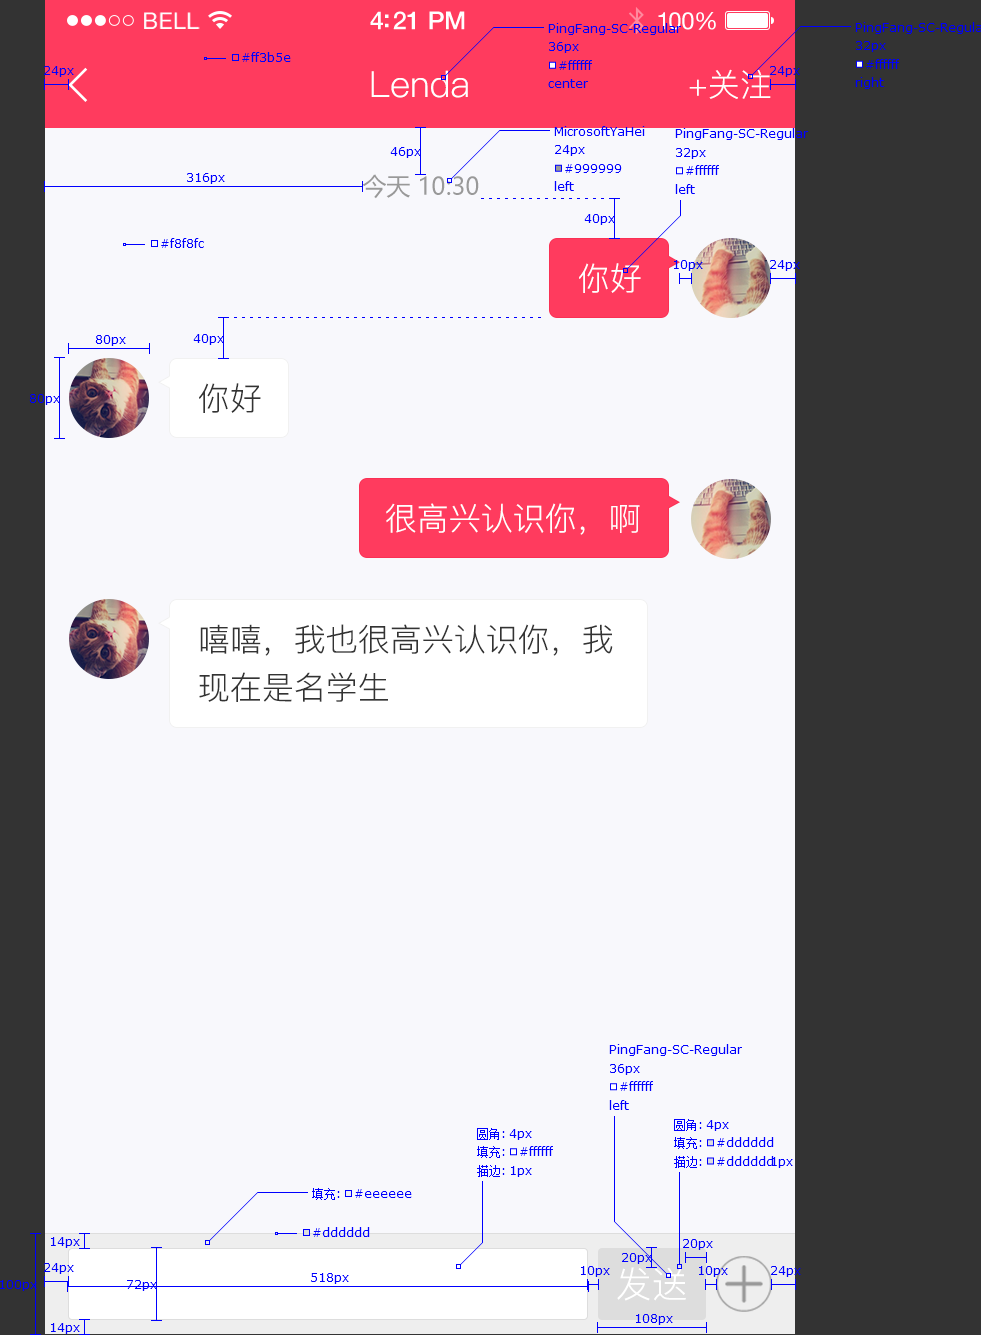 BELL 4:21 PM 100%
PingFang-SC-Regular
36px
#ffffff
center
PingFang-SC-Regula
32px
#ffffff
right
#ff3b5e
24px
Lenda
+关注
24px
46px
MicrosoftYaHei
24px
#999999
left
PingFang-SC-Regular
32px
#ffffff
left
316px
今天 10:30
40px
#f8f8fc
你好
10px
24px
40px
80px
80px
你好
很高兴认识你，啊
嘻嘻，我也很高兴认识你，我
现在是名学生
PingFang-SC-Regular
36px
#ffffff
left
圆角: 4px
填充: #ffffff
描边: 1px
圆角: 4px
填充: #dddddd
描边: #dddddd 1px
填充: #eeeeee
#dddddd
14px
20px
20px
24px
518px
10px
发送
10px
24px
100px
72px
108px
14px